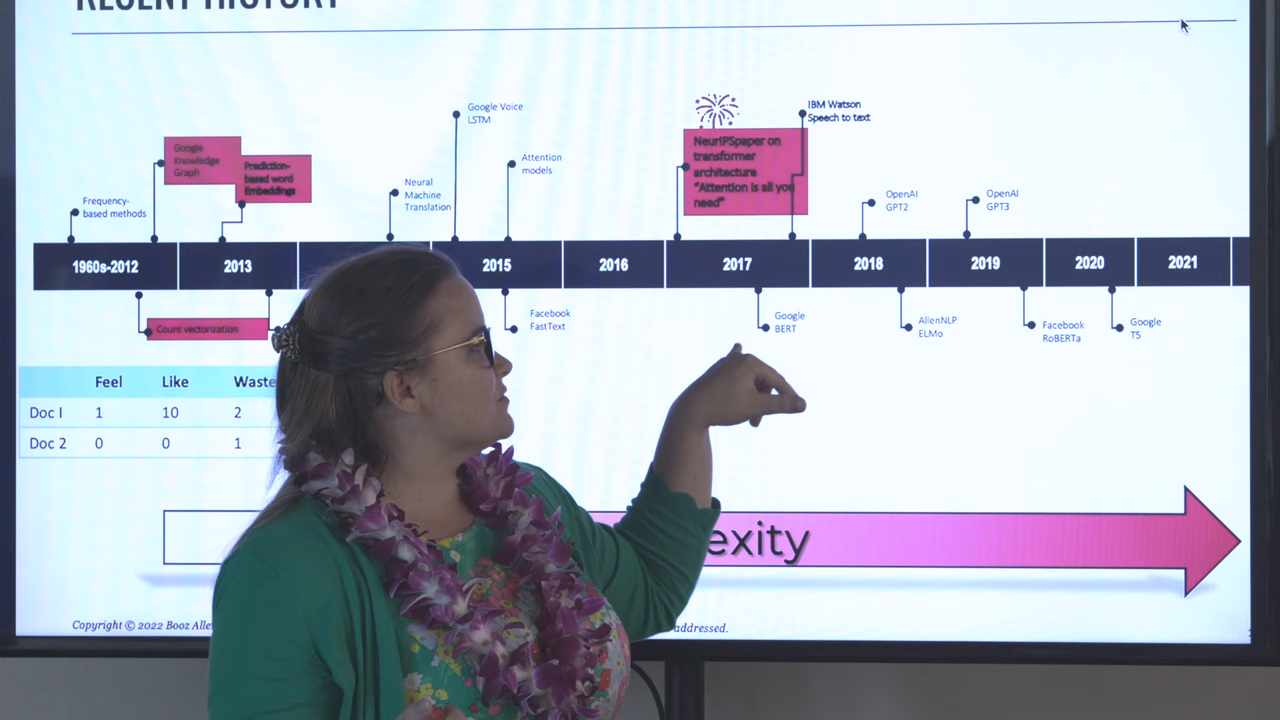 RECENT HISTORY
Google Voice
LSTM
IBM Watson
Speech to text
NeurIPSpaper on
transformer
architecture
“Attention is all you
need”
Google
Knowledge
Graph
Prediction-
based word
Embeddings
Attention
models
Neural
Machine
Translation
Frequency-
based methods
OpenAI
GPT2
OpenAI
GPT3
1960s-2012 2013 2015 2016 2017 2018 2019 2020 2021
Count vectorization
Facebook
FastText
Google
BERT
AllenNLP
ELMo
Facebook
RoBERTa
Google
T5
Feel Like Waste
Doc 1 1 10 2
Doc 2 0 0 1
exity
Copyright © 2022 Booz Alle
addressed.